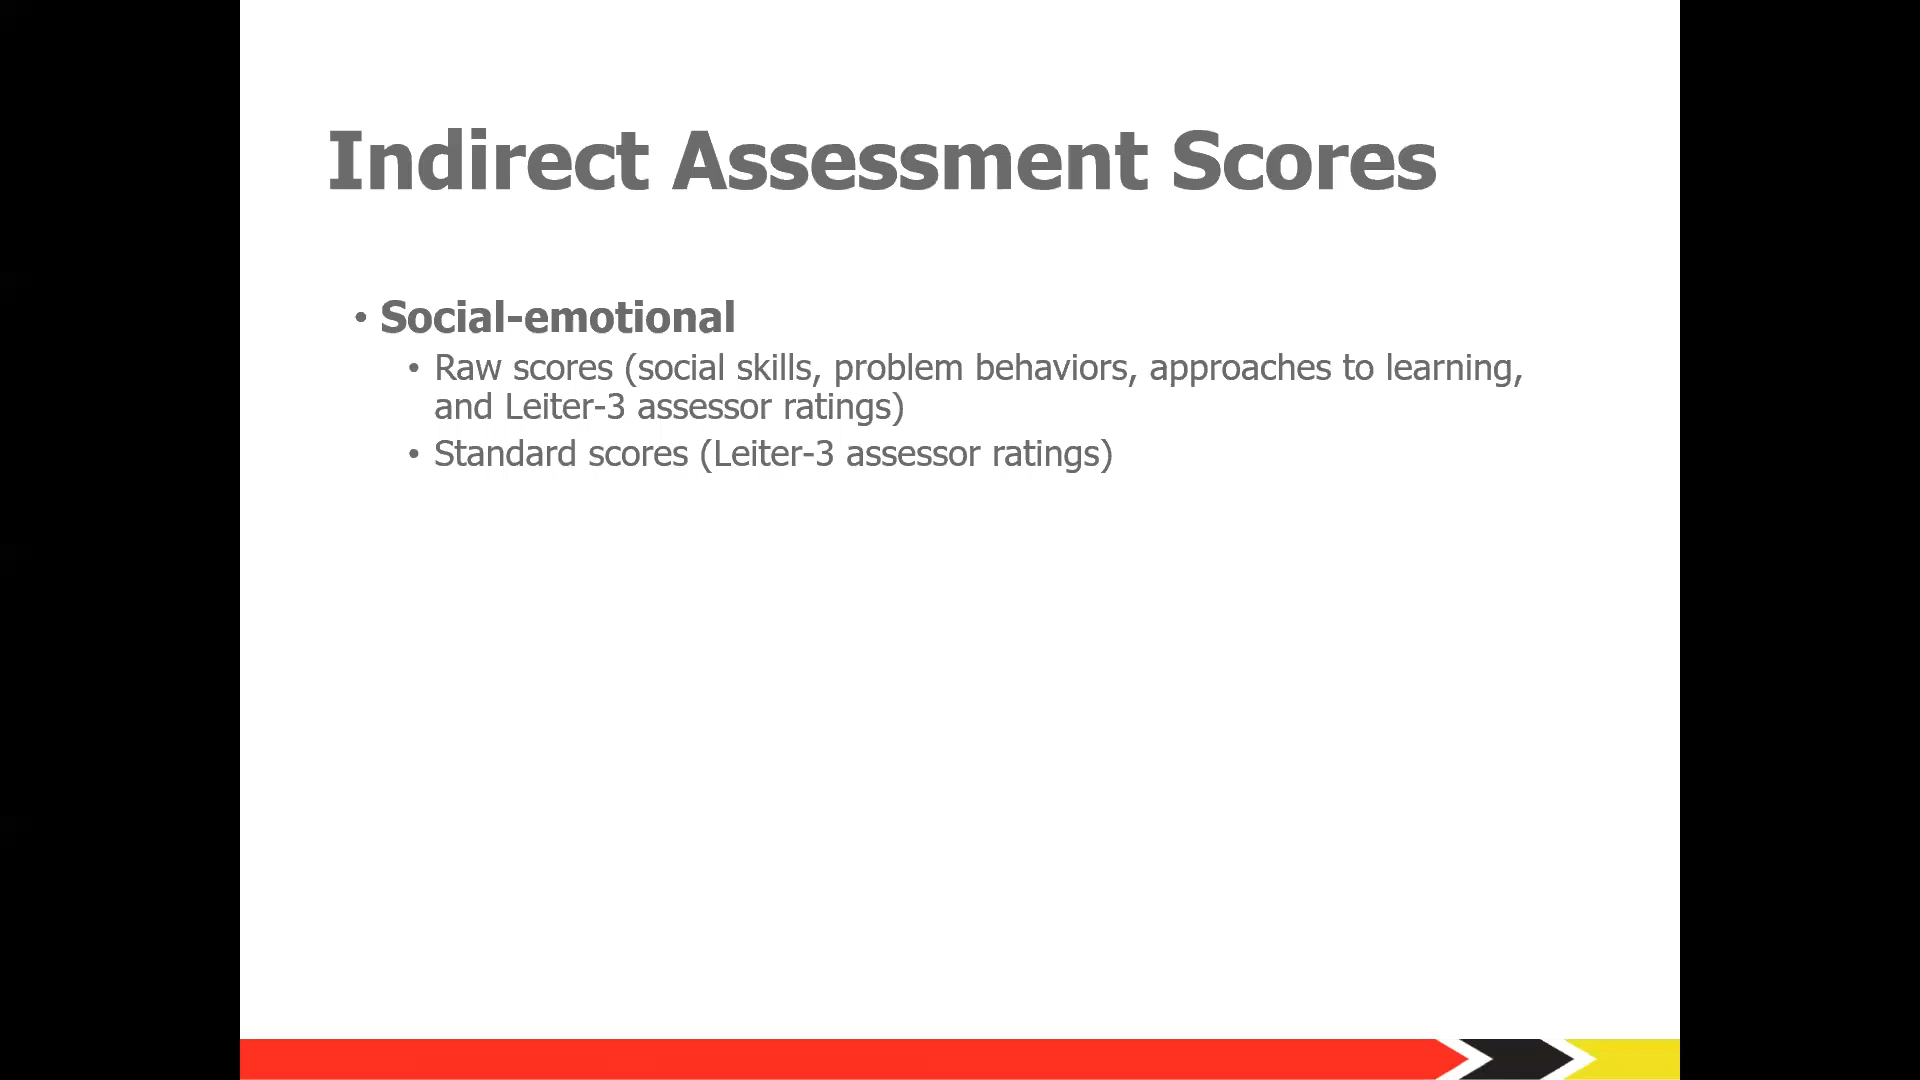 Indirect Assessment Scores
• Social-emotional
• Raw scores (social skills, problem behaviors, approaches to learning,
and Leiter-3 assessor ratings)
• Standard scores (Leiter-3 assessor ratings)